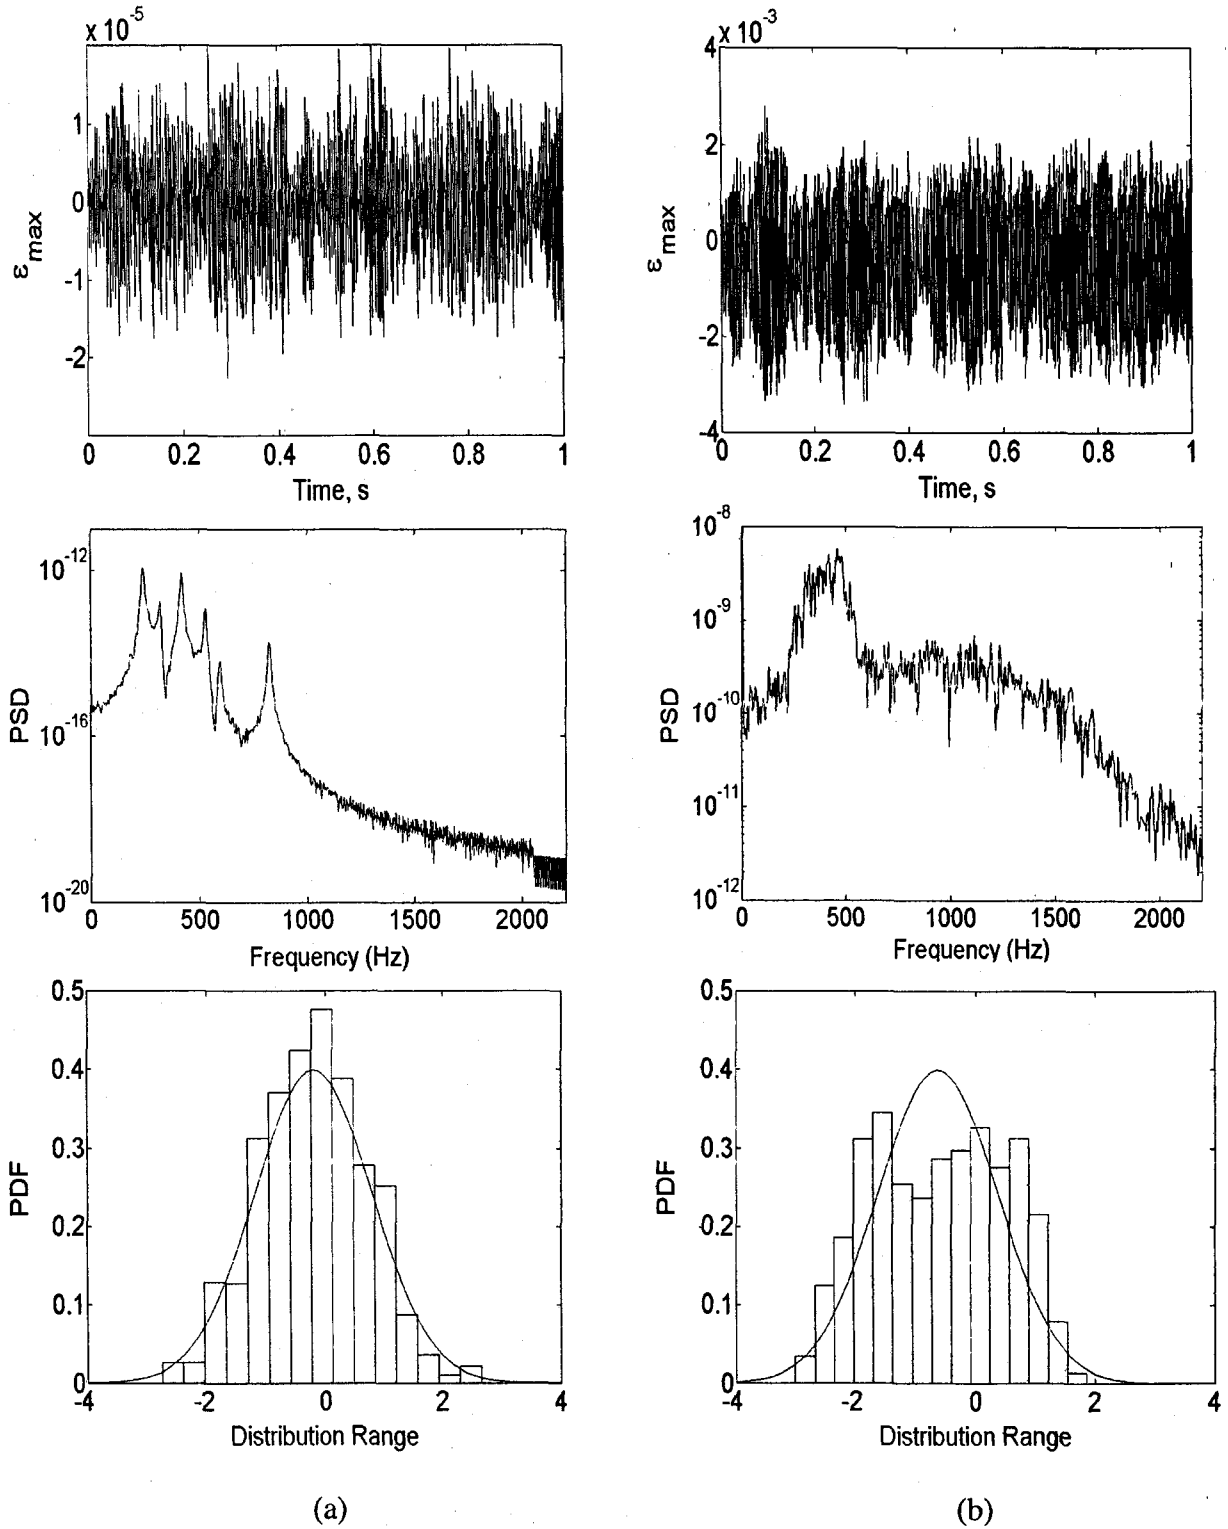 x 10⁻⁵
1
0
-1
-2
ε max
0 0.2 0.4 0.6 0.8 1
Time, s
x 10⁻³
4
2
0
-2
-4
ε max
0 0.2 0.4 0.6 0.8 1
Time, s
10⁻¹²
10⁻¹⁶
10⁻²⁰
PSD
0 500 1000 1500 2000
Frequency (Hz)
10⁻⁸
10⁻⁹
10⁻¹⁰
10⁻¹¹
10⁻¹²
PSD
0 500 1000 1500 2000
Frequency (Hz)
0.5
0.4
0.3
0.2
0.1
0
PDF
-4 -2 0 2 4
Distribution Range
0.5
0.4
0.3
0.2
0.1
0
PDF
-4 -2 0 2 4
Distribution Range
(a)
(b)